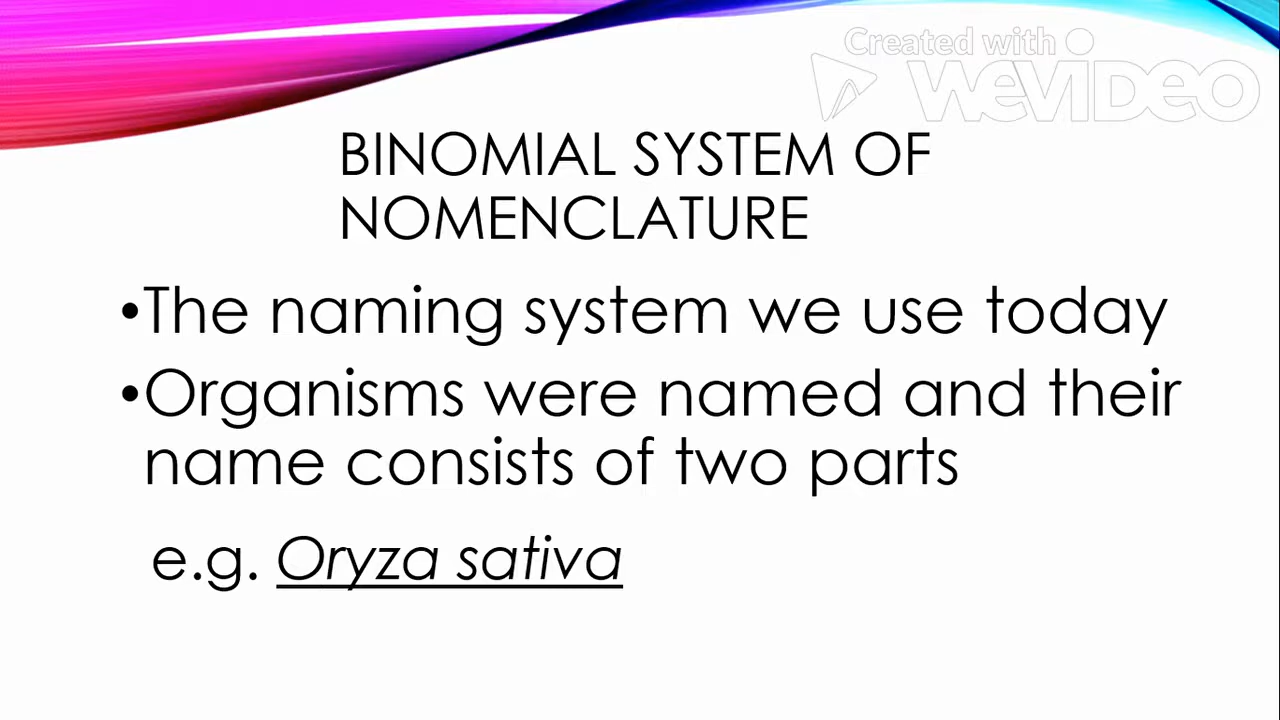 Created with
WEVIDEO
BINOMIAL SYSTEM OF
NOMENCLATURE
•The naming system we use today
•Organisms were named and their
name consists of two parts
e.g. Oryza sativa